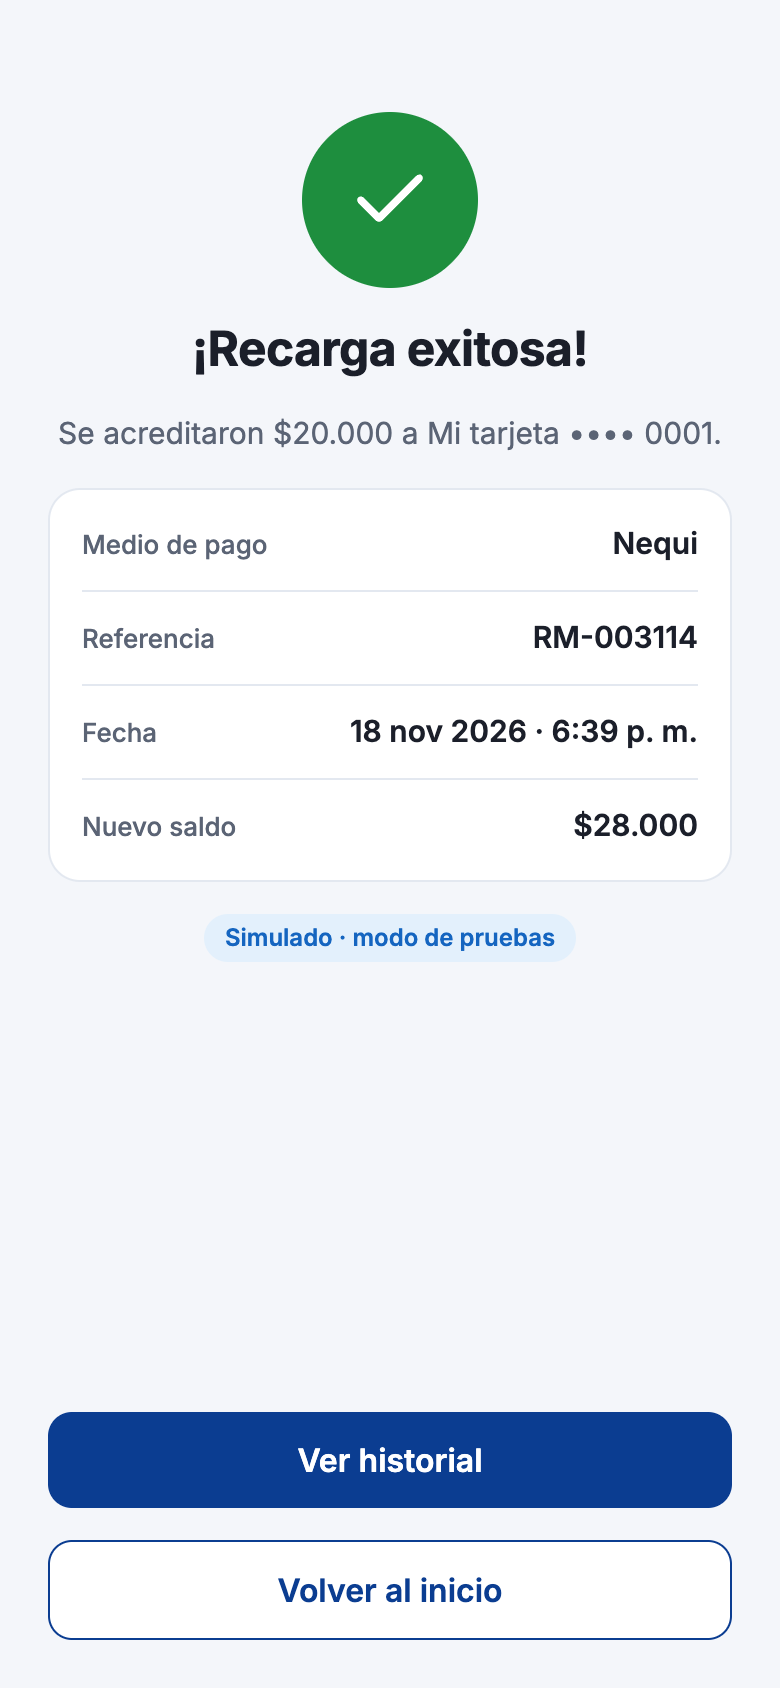 ¡Recarga exitosa!
Se acreditaron $20.000 a Mi tarjeta •••• 0001.
Medio de pago Nequi
Referencia RM-003114
Fecha 18 nov 2026 · 6:39 p. m.
Nuevo saldo $28.000
Simulado · modo de pruebas
Ver historial
Volver al inicio